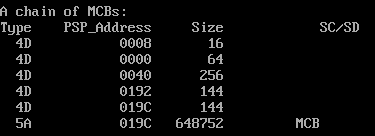 A chain of MCBs:
Type PSP_Address Size SC/SD
4D 0008 16
4D 0000 64
4D 0040 256
4D 0192 144
4D 019C 144
5A 019C 648752 MCB